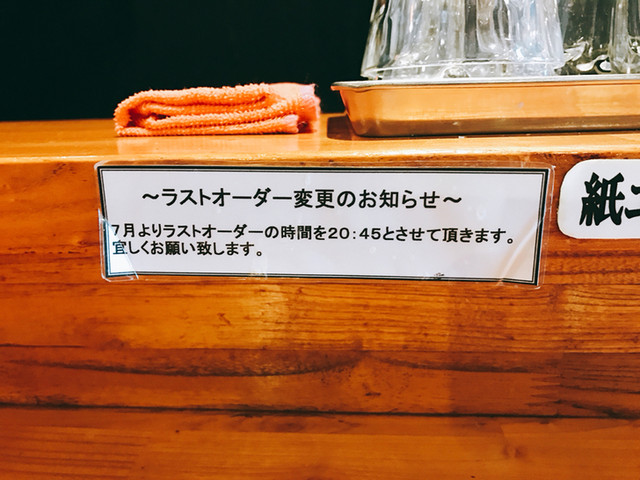 ～ラストオーダー変更のお知らせ～
7月よりラストオーダーの時間を20:45とさせて頂きます。
宜しくお願い致します。
紙エ